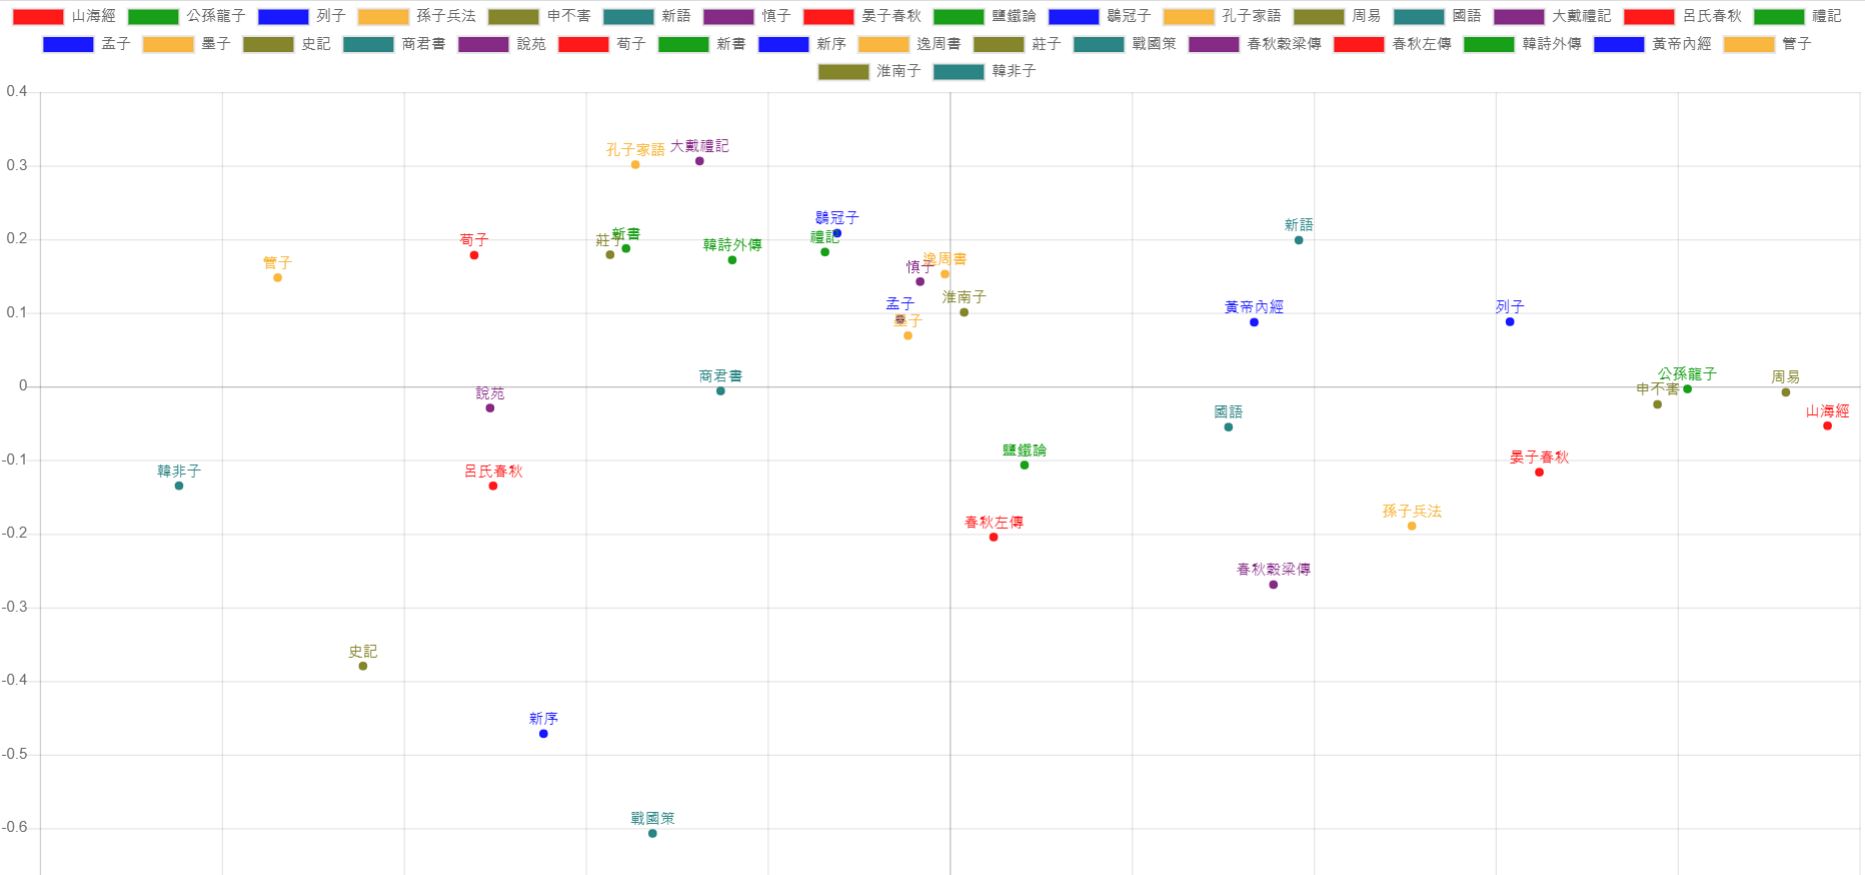 山海經 公孫龍子 列子 孫子兵法 申不害 新語 慎子 晏子春秋 鹽鐵論 鶡冠子 孔子家語 周易 國語 大戴禮記 呂氏春秋 禮記
孟子 墨子 史記 商君書 說苑 荀子 新書 新序 逸周書 莊子 戰國策 春秋穀梁傳 春秋左傳 韓詩外傳 黃帝內經 管子
淮南子 韓非子
0.4
孔子家語 大戴禮記
0.3
鶡冠子
新語
0.2
荀子 莊子 新書 韓詩外傳 禮記
管子 慎子 逸周書
淮南子
孟子 黃帝內經 列子
0.1
墨子
商君書 公孫龍子 周易
0
說苑 申不害
國語 山海經
鹽鐵論 晏子春秋
-0.1
韓非子 呂氏春秋
春秋左傳 孫子兵法
-0.2
春秋穀梁傳
-0.3
史記
-0.4
新序
-0.5
戰國策
-0.6